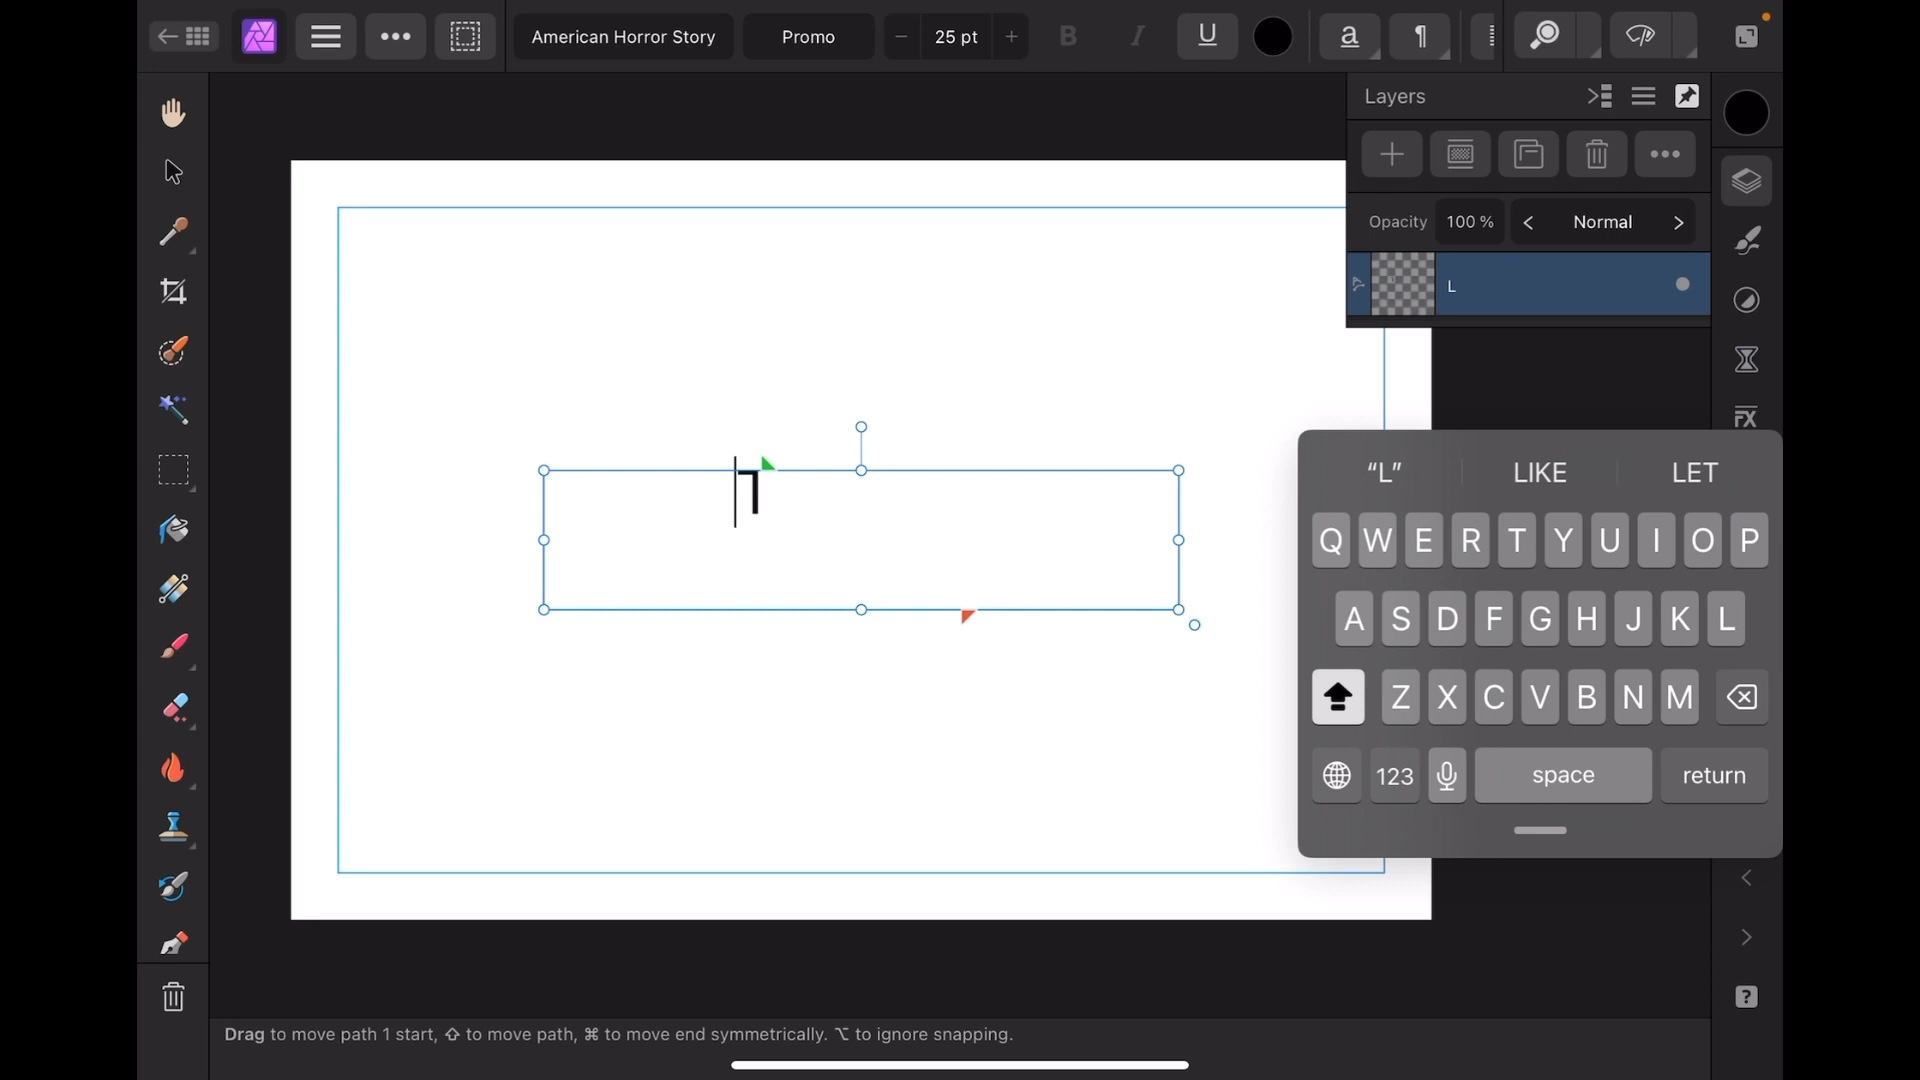 American Horror Story Promo 25 pt B I U a ¶
Layers
Opacity 100 % Normal
L
FX
“L” LIKE LET
Q W E R T Y U I O P
A S D F G H J K L
Z X C V B N M
123 space return
?
Drag to move path 1 start, ⇧ to move path, ⌘ to move end symmetrically. ⌥ to ignore snapping.